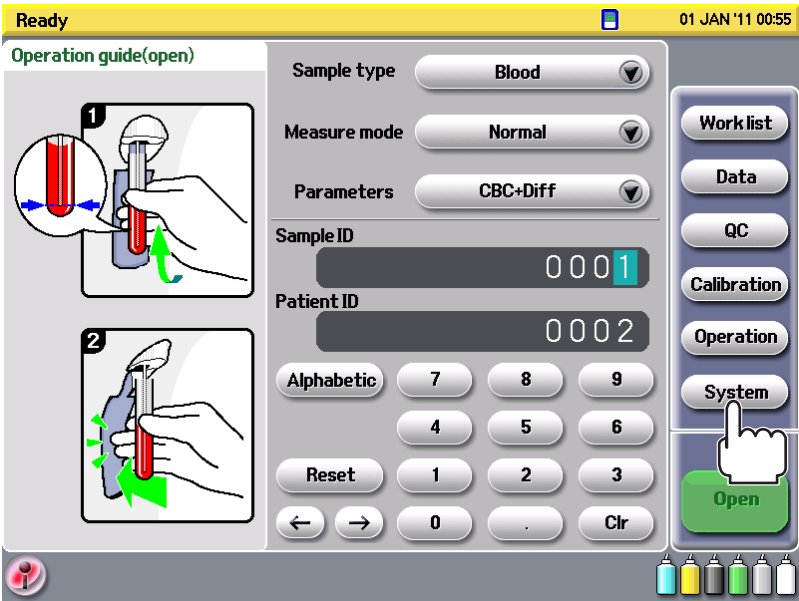 Ready
01 JAN '11 00:55
Operation guide(open)
1
2
Sample type
Blood
Measure mode
Normal
Parameters
CBC+Diff
Sample ID
0001
Patient ID
0002
Alphabetic
7
8
9
4
5
6
Reset
1
2
3
← →
0
.
Clr
Work list
Data
QC
Calibration
Operation
System
Open